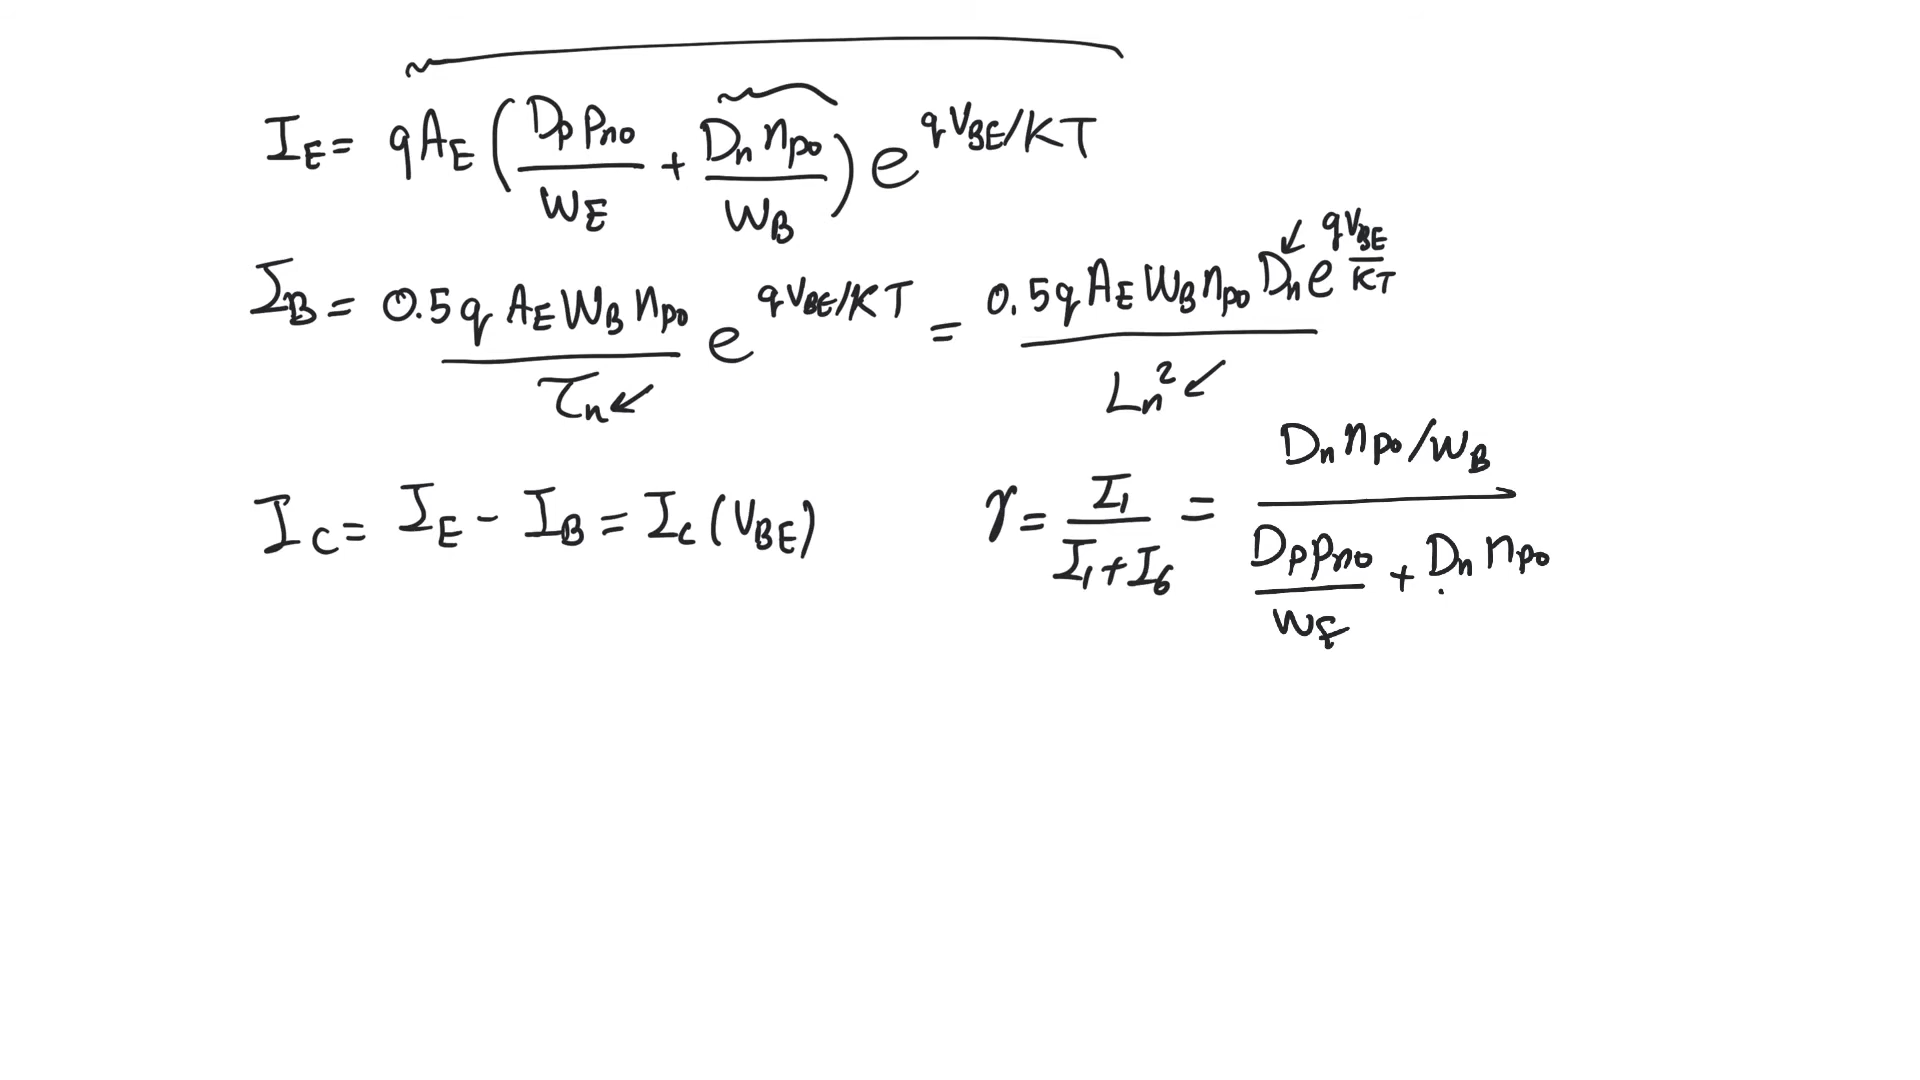 I_E = qA_E (D_p p_no / W_E + D_n n_po / W_B) e^{qV_BE/KT}
I_B = 0.5 q A_E W_B n_po / τ_n e^{qV_BE/KT} = 0.5 q A_E W_B n_po D_n e^{qV_BE/KT} / L_n^2
I_C = I_E - I_B = I_C (V_BE)
γ = I_1 / (I_1 + I_6) = (D_n n_po / W_B) / (D_p p_no / W_E + D_n n_po)